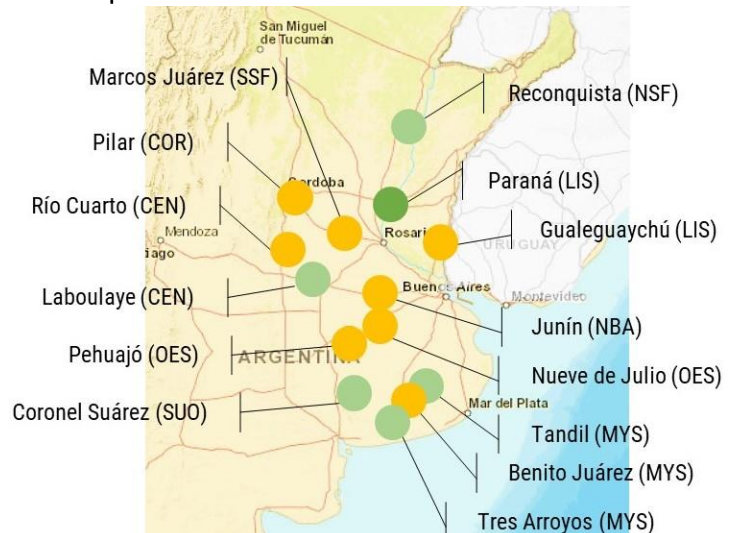 San Miguel
de Tucumán
Marcos Juárez (SSF)
Reconquista (NSF)
Pilar (COR)
Paraná (LIS)
Río Cuarto (CEN)
Mendoza
Rosari
Gualeguaychú (LIS)
URUGUAY
iago
Laboulaye (CEN)
Buenos Aires
Montevideo
Junín (NBA)
Pehuajó (OES)
ARGENTINA
Nueve de Julio (OES)
Coronel Suárez (SUO)
Mar del Plata
Tandil (MYS)
Benito Juárez (MYS)
Tres Arroyos (MYS)